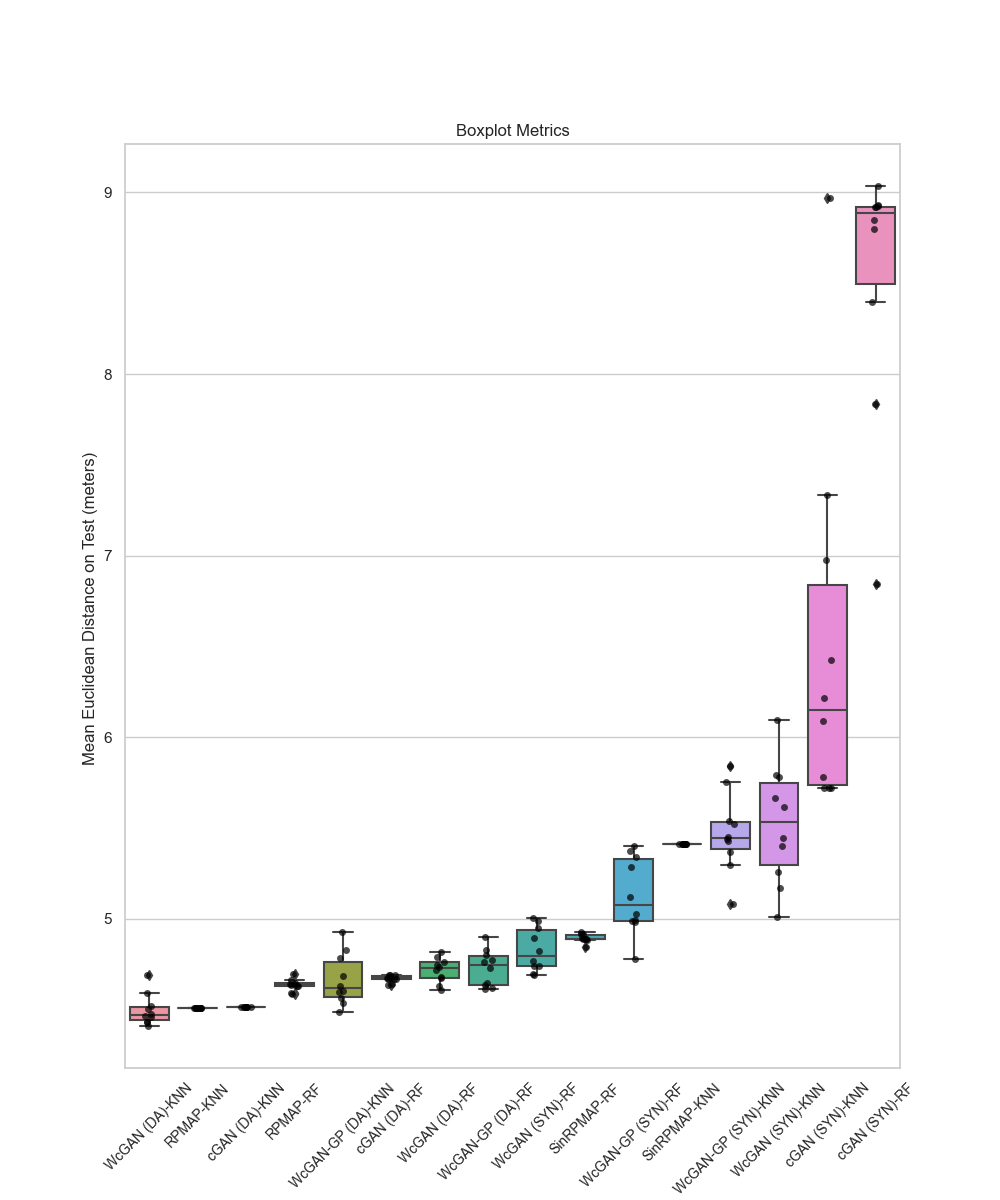 Boxplot Metrics
Mean Euclidean Distance on Test (meters)
9
8
7
6
5
WcGAN (DA)-KNN
RPMAP-KNN
cGAN (DA)-KNN
RPMAP-RF
WcGAN-GP (DA)-KNN
cGAN (DA)-RF
WcGAN (DA)-RF
WcGAN-GP (DA)-RF
WcGAN (SYN)-RF
SinRPMAP-RF
WcGAN-GP (SYN)-RF
SinRPMAP-KNN
WcGAN-GP (SYN)-KNN
WcGAN (SYN)-KNN
cGAN (SYN)-KNN
cGAN (SYN)-RF